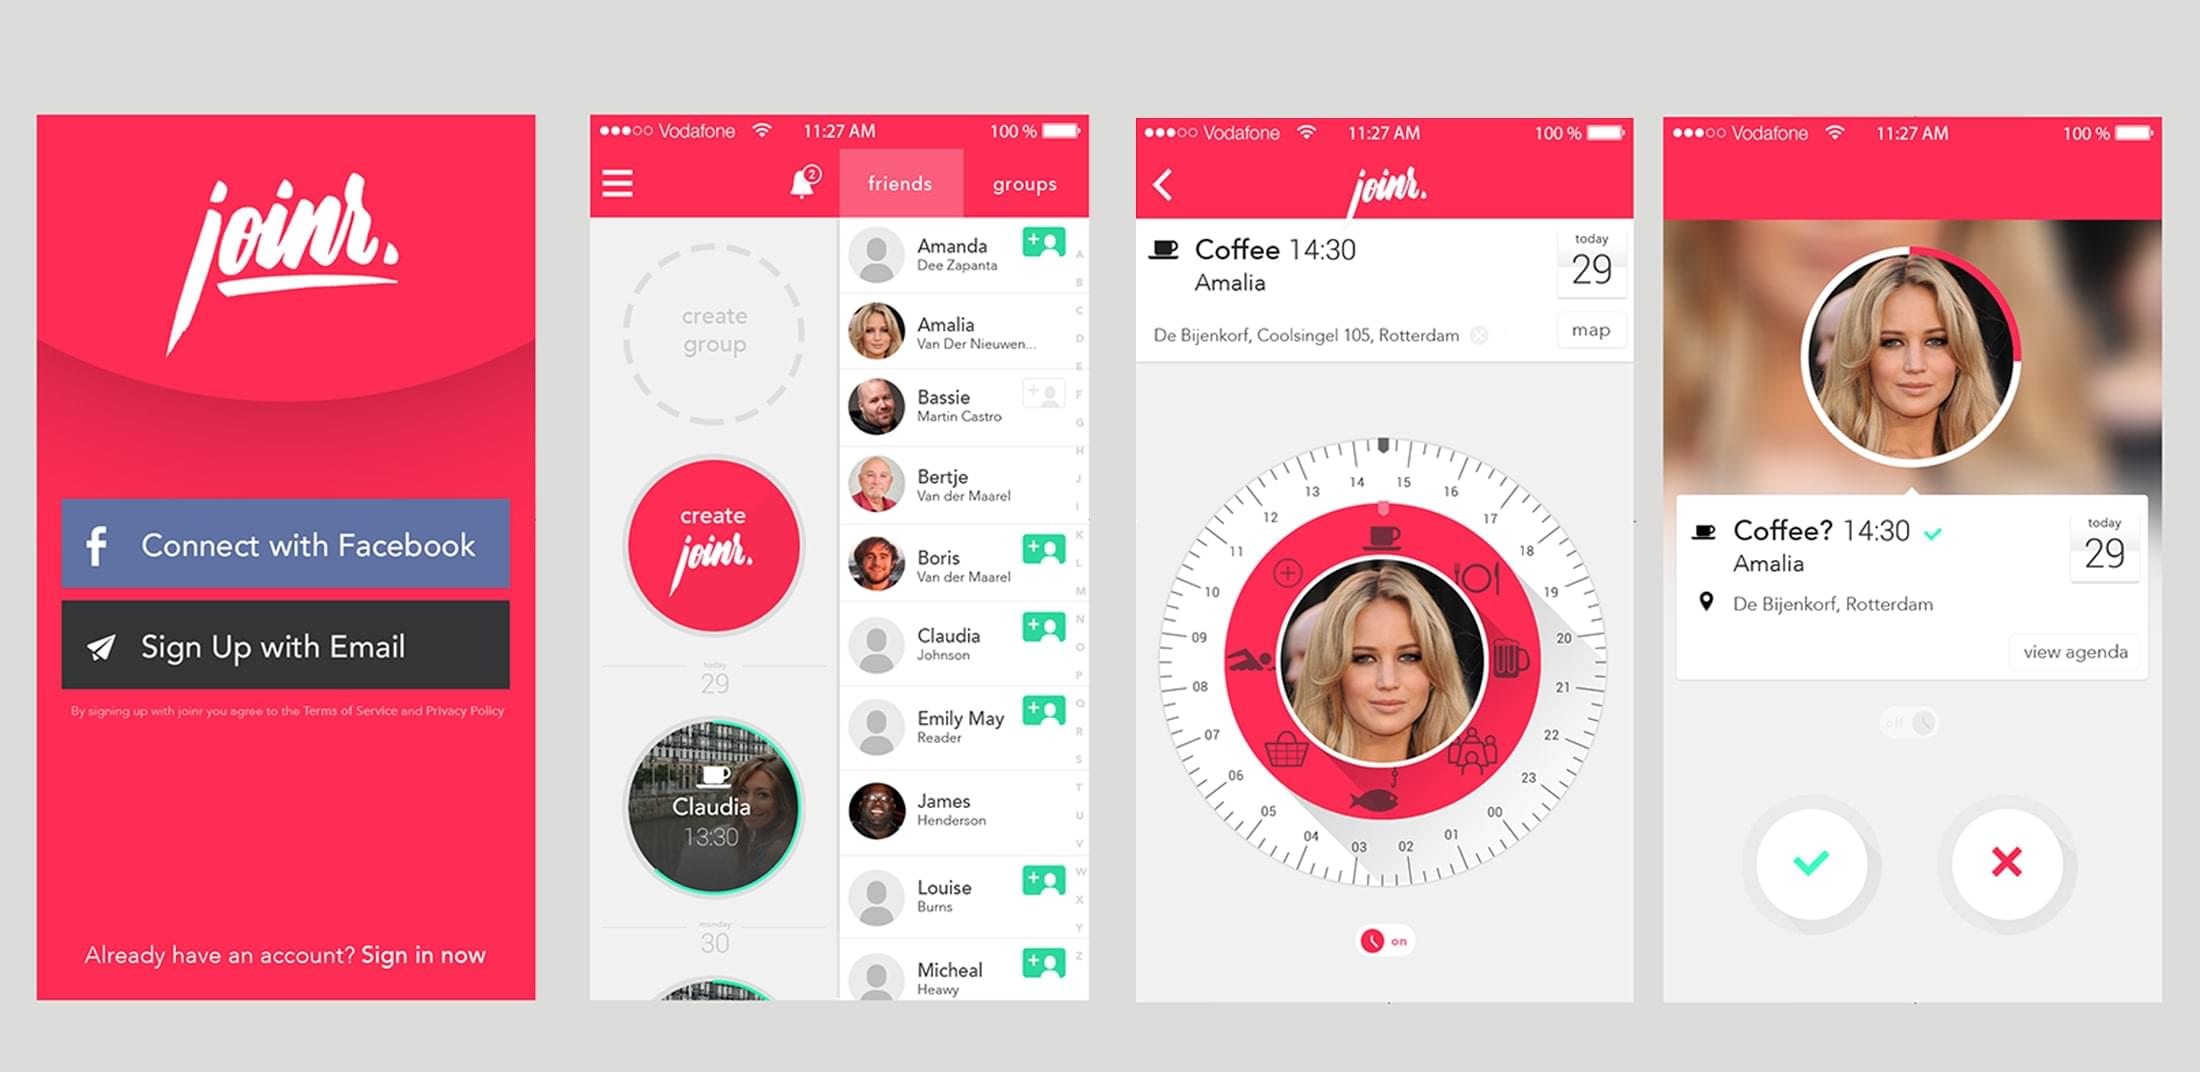 joinr.
Connect with Facebook
Sign Up with Email
By signing up with joinr you agree to the Terms of Service and Privacy Policy
Already have an account? Sign in now
Vodafone 11:27 AM 100 %
2
friends groups
create
group
create
joinr.
today
29
Claudia
13:30
monday
30
Amanda
Dee Zapanta
Amalia
Van Der Nieuwen...
Bassie
Martin Castro
Bertje
Van der Maarel
Boris
Van der Maarel
Claudia
Johnson
Emily May
Reader
James
Henderson
Louise
Burns
Micheal
Heawy
A
B
C
D
E
F
G
H
J
I
K
L
M
N
O
P
Q
R
S
T
U
V
W
X
Y
Z
Vodafone 11:27 AM 100 %
joinr.
Coffee 14:30
Amalia
today
29
De Bijenkorf, Coolsingel 105, Rotterdam
map
14
15
16
17
18
19
20
21
22
23
00
01
02
03
04
05
06
07
08
09
10
11
12
13
on
Vodafone 11:27 AM 100 %
Coffee? 14:30
Amalia
today
29
De Bijenkorf, Rotterdam
view agenda
off